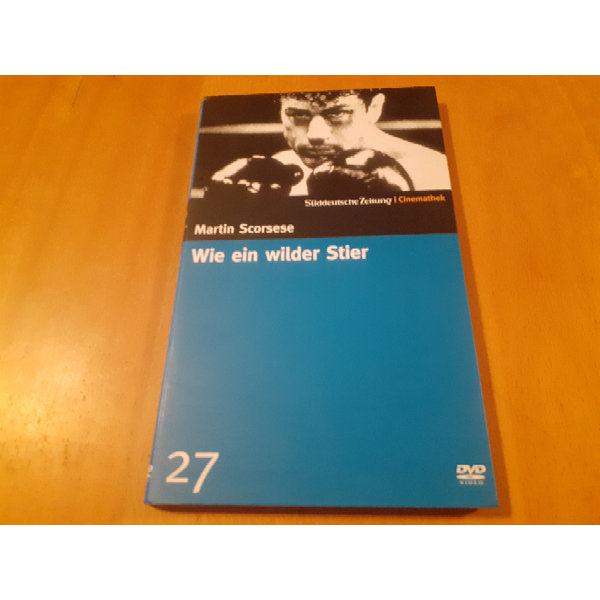 Süddeutsche Zeitung | Cinemathek
Martin Scorsese
Wie ein wilder Stier
27
DVD
VIDEO